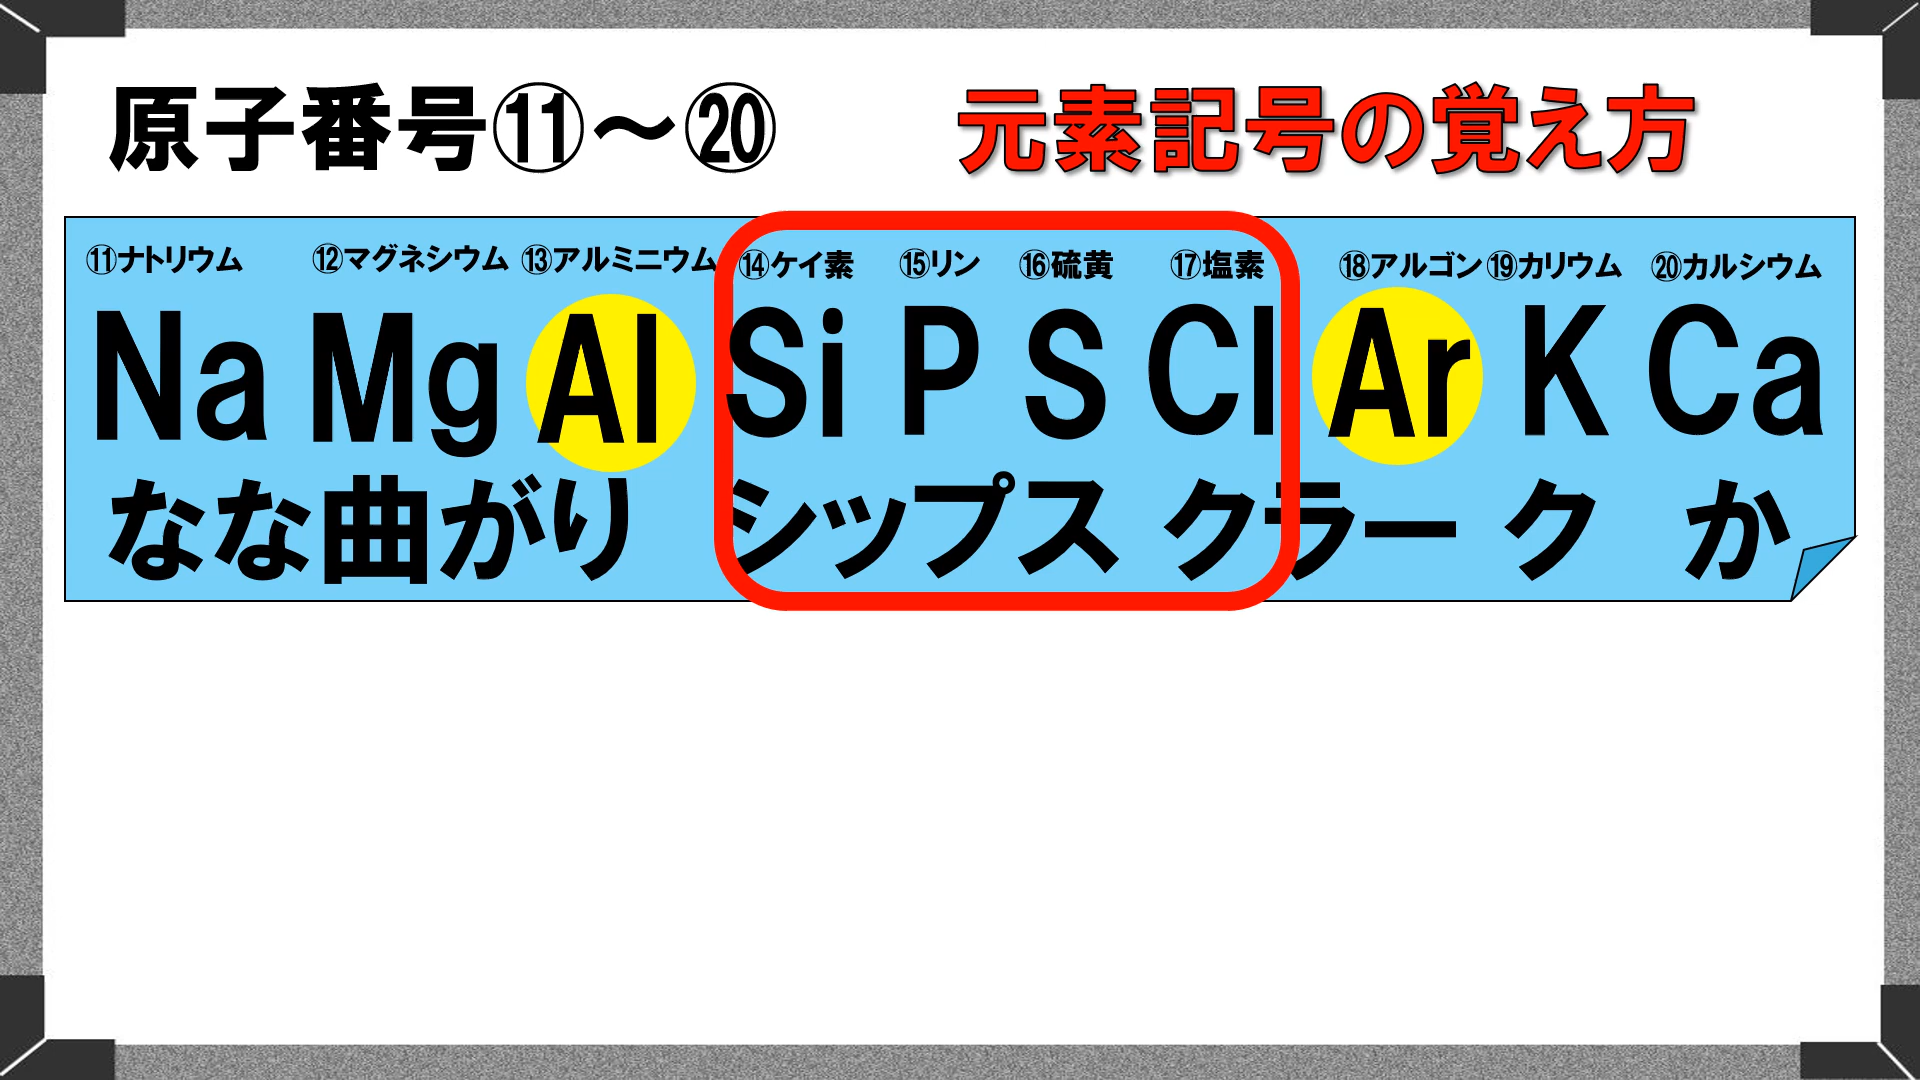 原子番号⑪～⑳ 元素記号の覚え方
⑪ナトリウム ⑫マグネシウム ⑬アルミニウム ⑭ケイ素 ⑮リン ⑯硫黄 ⑰塩素 ⑱アルゴン ⑲カリウム ⑳カルシウム
Na Mg Al Si P S Cl Ar K Ca
なな曲がり シップス クラーク か